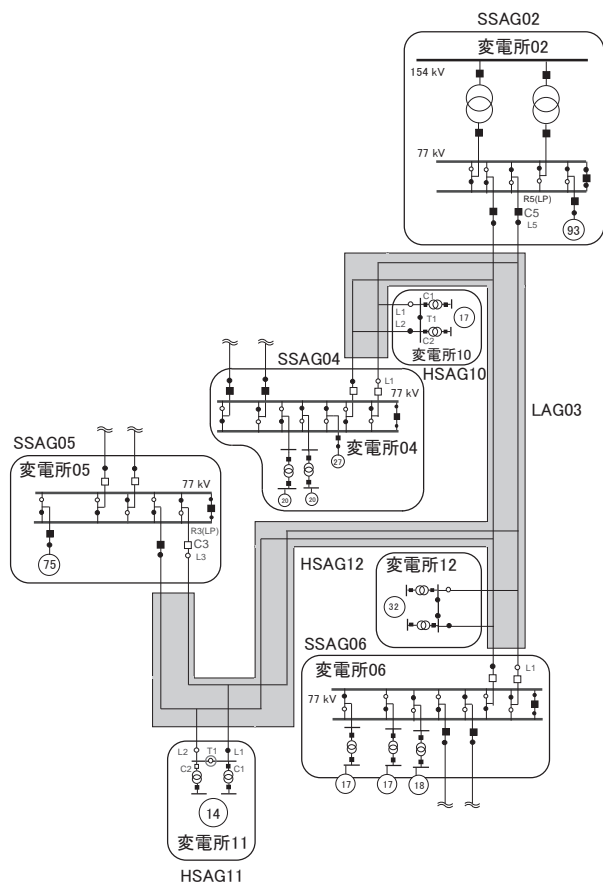 SSAG02
変電所02
154 kV
77 kV
R5(LP)
C5
L5
93
C1
L1
17
T1
L2
C2
変電所10
HSAG10
SSAG04
L1
77 kV
変電所04
27
20
20
LAG03
SSAG05
変電所05
77 kV
R3(LP)
C3
L3
75
HSAG12
変電所12
32
SSAG06
変電所06
L1
77 kV
17
17
18
L2
T1
L1
C2
C1
14
変電所11
HSAG11